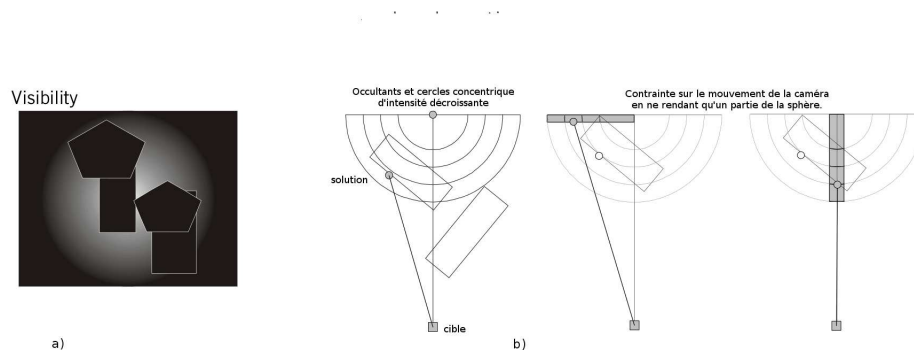 Visibility
Occultants et cercles concentrique
d'intensité décroissante
Contrainte sur le mouvement de la caméra
en ne rendant qu'un partie de la sphère.
solution
cible
a)
b)